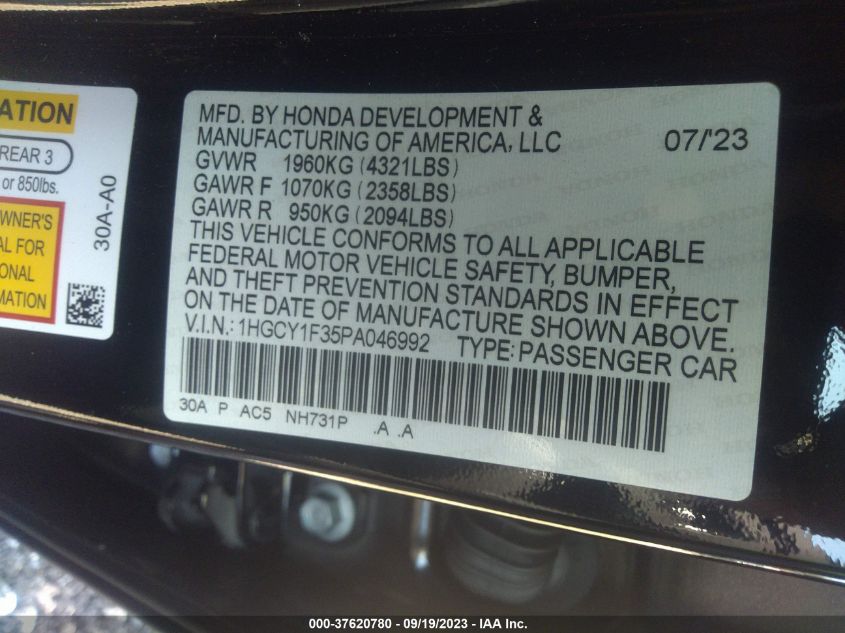 ATION
REAR 3
or 850lbs.
WNER'S
AL FOR
ONAL
MATION
30A-A0
MFD. BY HONDA DEVELOPMENT &
MANUFACTURING OF AMERICA, LLC 07/'23
GVWR 1960KG (4321LBS)
GAWR F 1070KG (2358LBS)
GAWR R 950KG (2094LBS)
THIS VEHICLE CONFORMS TO ALL APPLICABLE
FEDERAL MOTOR VEHICLE SAFETY, BUMPER,
AND THEFT PREVENTION STANDARDS IN EFFECT
ON THE DATE OF MANUFACTURE SHOWN ABOVE.
V.I.N.: 1HGCY1F35PA046992 TYPE: PASSENGER CAR
30A P AC5 NH731P .A .A
000-37620780 - 09/19/2023 - IAA Inc.